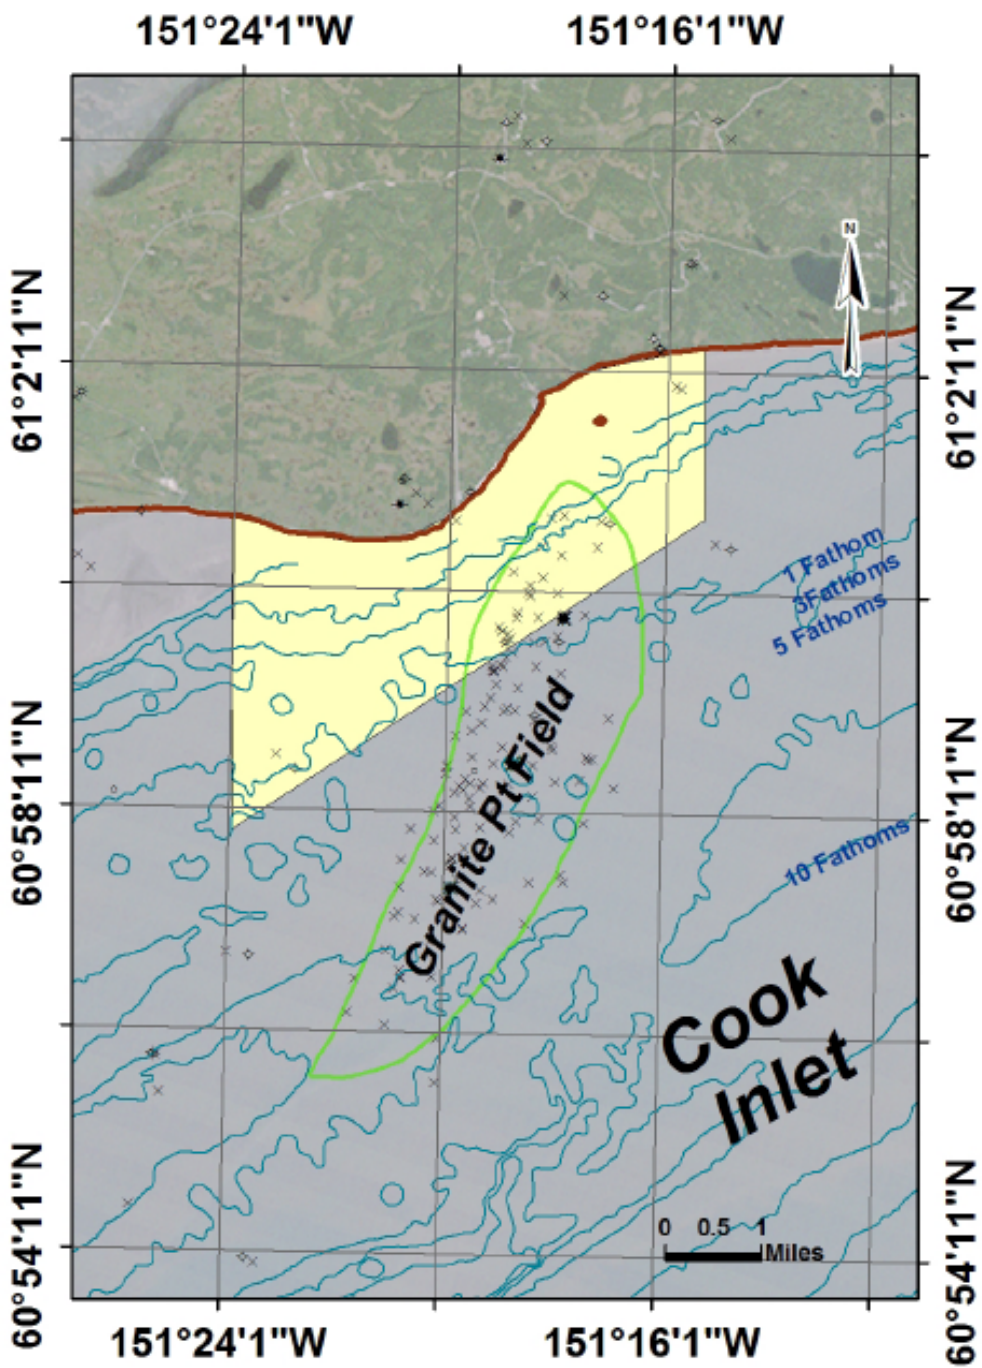 151°24'1"W
151°16'1"W
N
61°2'11"N
61°2'11"N
1 Fathom
3Fathoms
5 Fathoms
Granite Pt Field
60°58'11"N
60°58'11"N
10 Fathoms
Cook
Inlet
0 0.5 1
Miles
60°54'11"N
60°54'11"N
151°24'1"W
151°16'1"W